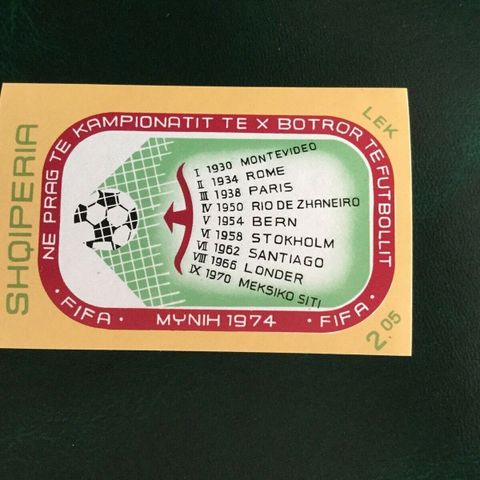 SHQIPERIA
NE PRAG TE KAMPIONATIT TE X BOTROR TE FUTBOLLIT
LEK
I 1930 MONTEVIDEO
II 1934 ROME
III 1938 PARIS
IV 1950 RIO DE ZHANEIRO
V 1954 BERN
VI 1958 STOKHOLM
VII 1962 SANTIAGO
VIII 1966 LONDER
IX 1970 MEKSIKO SITI
· FIFA · MYNIH 1974 · FIFA ·
2.05